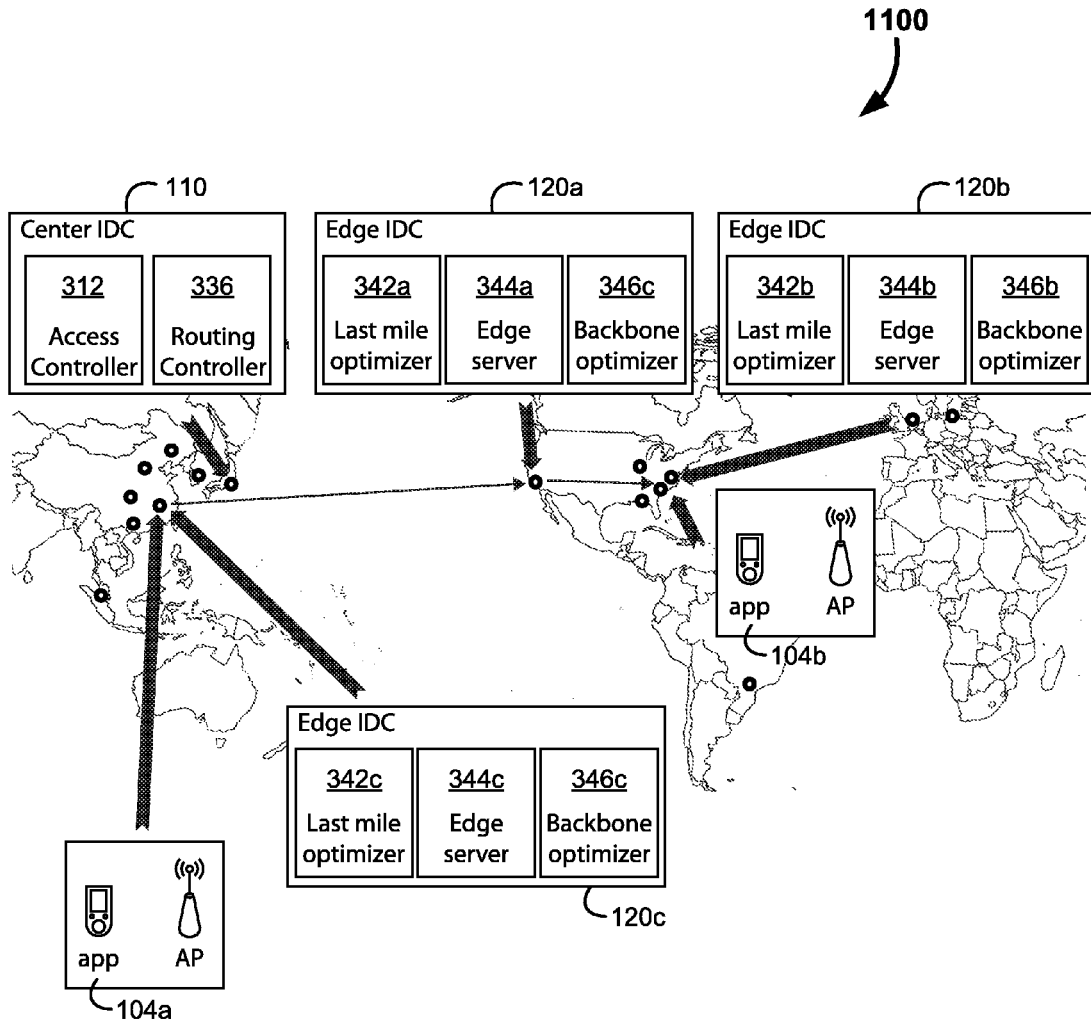 1100
110
120a
120b
Center IDC
312
Access
Controller
336
Routing
Controller
Edge IDC
342a
Last mile
optimizer
344a
Edge
server
346c
Backbone
optimizer
Edge IDC
342b
Last mile
optimizer
344b
Edge
server
346b
Backbone
optimizer
app
AP
104b
Edge IDC
342c
Last mile
optimizer
344c
Edge
server
346c
Backbone
optimizer
120c
app
AP
104a